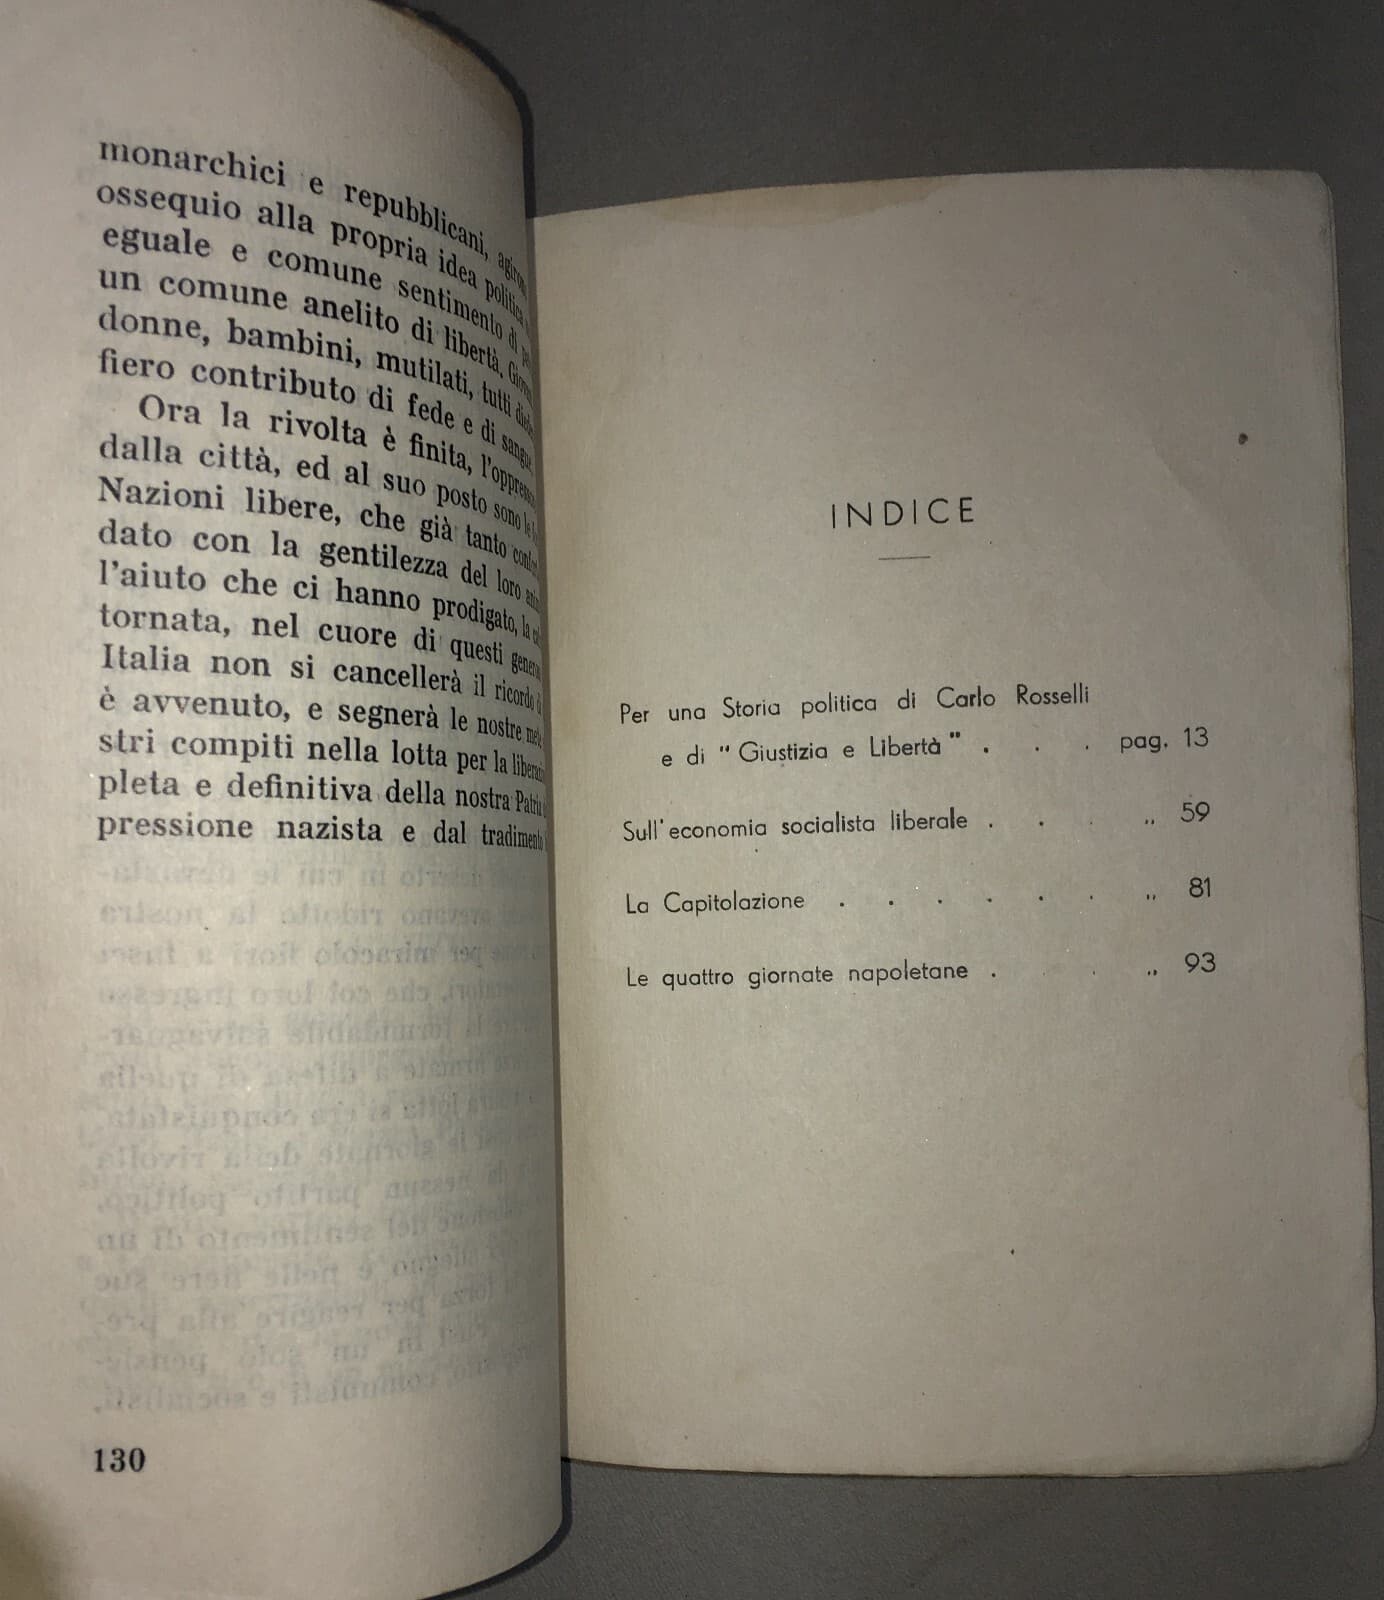 monarchici e repubblicani,
ossequio alla propria idea politica
eguale e comune sentimento di
un comune anelito di libertà.
donne, bambini, mutilati, tutti
fiero contributo di fede e di sangue.
Ora la rivolta è finita,
dalla città, ed al suo posto sono le
Nazioni libere, che già tanto
dato con la gentilezza del loro
l'aiuto che ci hanno prodigato, la
tornata, nel cuore di questi
Italia non si cancellerà il ricordo
è avvenuto, e segnerà le nostre
stri compiti nella lotta per la
pleta e definitiva della nostra
pressione nazista e dal tradimento
130
INDICE
Per una Storia politica di Carlo Rosselli
e di " Giustizia e Libertà " . . . pag. 13
Sull'economia socialista liberale . . . ,, 59
La Capitolazione . . . . . . ,, 81
Le quattro giornate napoletane . . . ,, 93